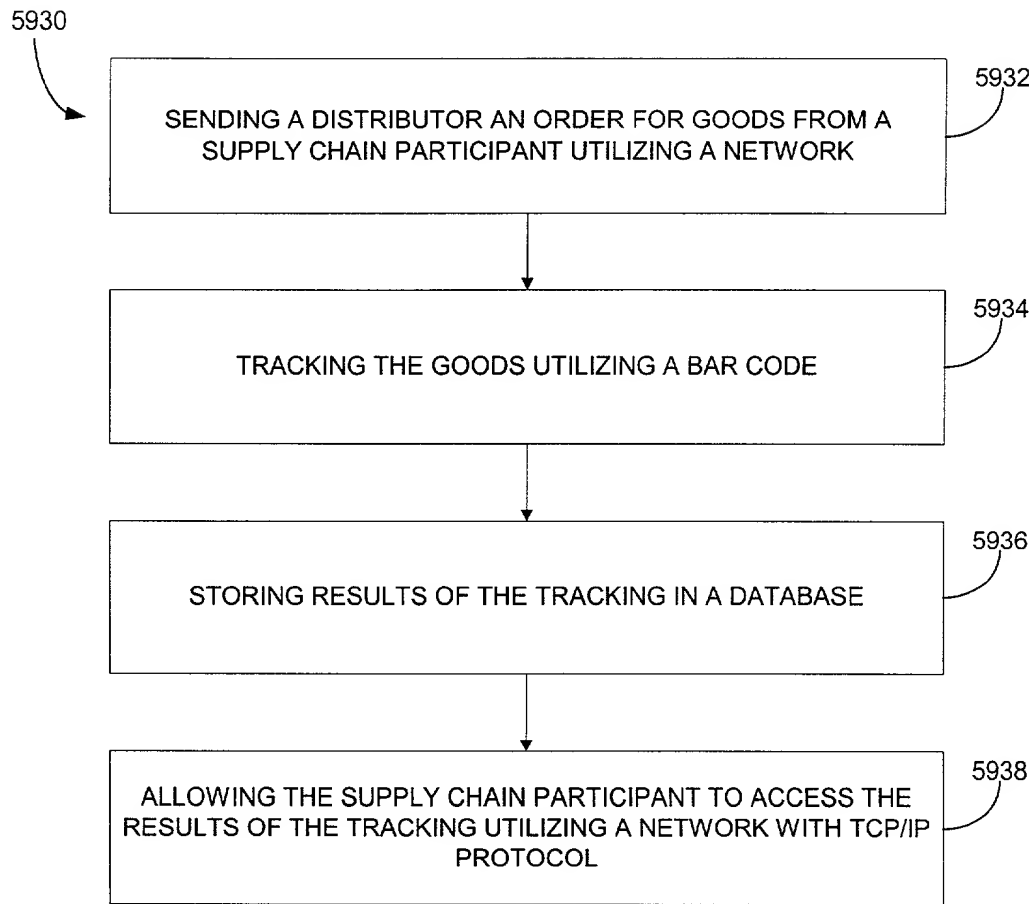 5930
5932
SENDING A DISTRIBUTOR AN ORDER FOR GOODS FROM A
SUPPLY CHAIN PARTICIPANT UTILIZING A NETWORK
5934
TRACKING THE GOODS UTILIZING A BAR CODE
5936
STORING RESULTS OF THE TRACKING IN A DATABASE
5938
ALLOWING THE SUPPLY CHAIN PARTICIPANT TO ACCESS THE
RESULTS OF THE TRACKING UTILIZING A NETWORK WITH TCP/IP
PROTOCOL